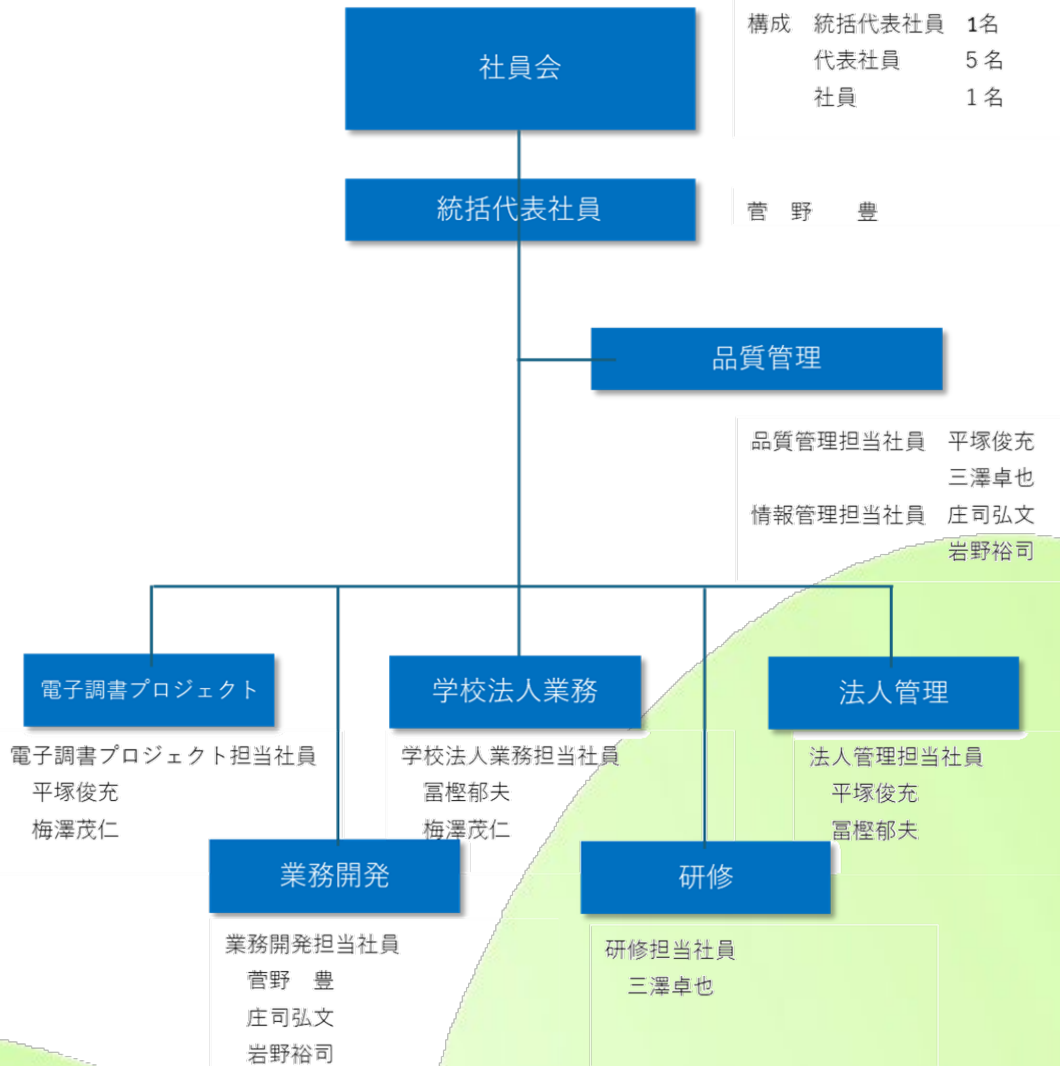 社員会
構成 統括代表社員 1名
代表社員 5名
社員 1名
統括代表社員
菅 野 豊
品質管理
品質管理担当社員 平塚俊充
三澤卓也
情報管理担当社員 庄司弘文
岩野裕司
電子調書プロジェクト
電子調書プロジェクト担当社員
平塚俊充
梅澤茂仁
学校法人業務
学校法人業務担当社員
冨樫郁夫
梅澤茂仁
法人管理
法人管理担当社員
平塚俊充
冨樫郁夫
業務開発
業務開発担当社員
菅野 豊
庄司弘文
岩野裕司
研修
研修担当社員
三澤卓也